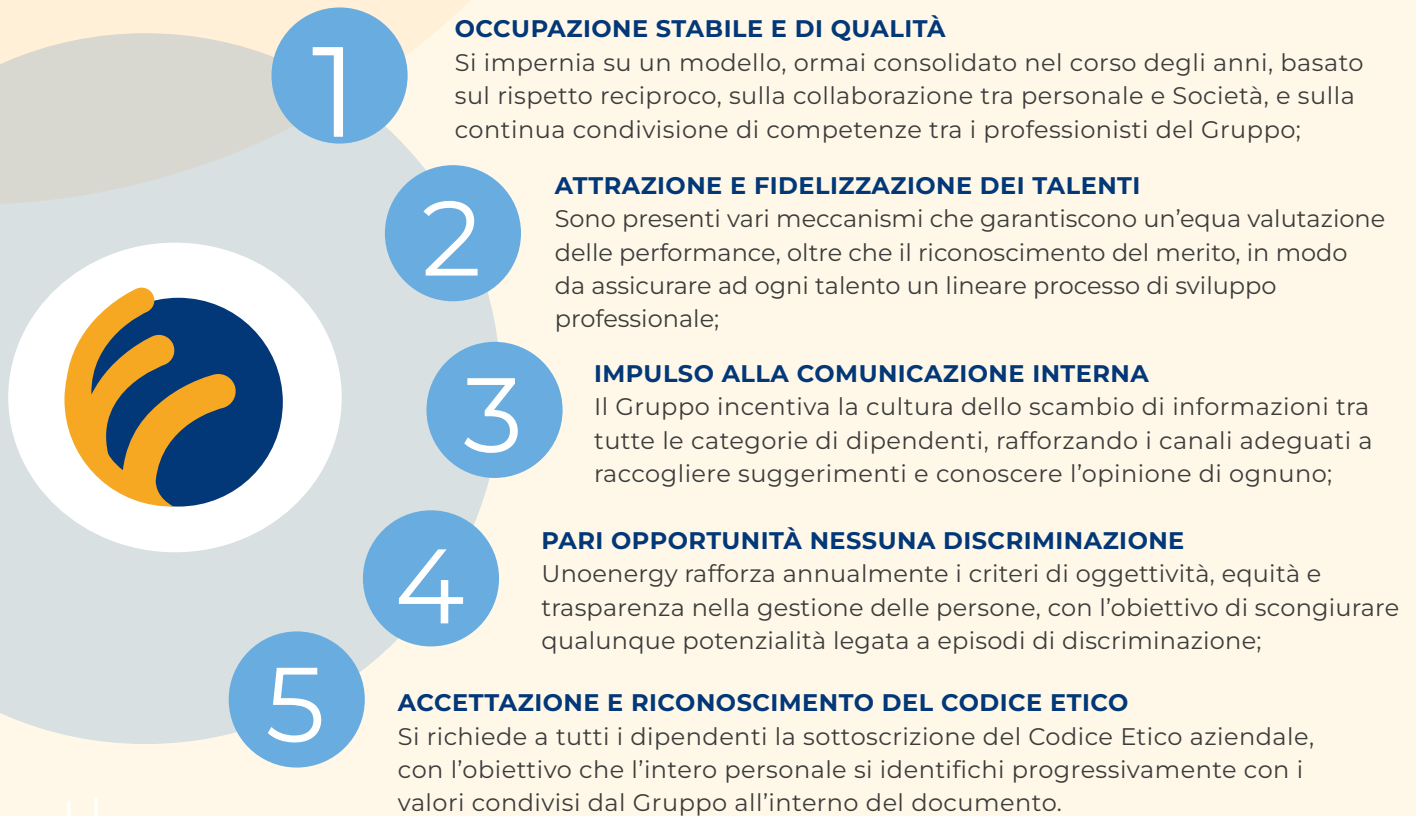 1
OCCUPAZIONE STABILE E DI QUALITÀ
Si impernia su un modello, ormai consolidato nel corso degli anni, basato
sul rispetto reciproco, sulla collaborazione tra personale e Società, e sulla
continua condivisione di competenze tra i professionisti del Gruppo;
2
ATTRAZIONE E FIDELIZZAZIONE DEI TALENTI
Sono presenti vari meccanismi che garantiscono un’equa valutazione
delle performance, oltre che il riconoscimento del merito, in modo
da assicurare ad ogni talento un lineare processo di sviluppo
professionale;
3
IMPULSO ALLA COMUNICAZIONE INTERNA
Il Gruppo incentiva la cultura dello scambio di informazioni tra
tutte le categorie di dipendenti, rafforzando i canali adeguati a
raccogliere suggerimenti e conoscere l’opinione di ognuno;
4
PARI OPPORTUNITÀ NESSUNA DISCRIMINAZIONE
Unoenergy rafforza annualmente i criteri di oggettività, equità e
trasparenza nella gestione delle persone, con l’obiettivo di scongiurare
qualunque potenzialità legata a episodi di discriminazione;
5
ACCETTAZIONE E RICONOSCIMENTO DEL CODICE ETICO
Si richiede a tutti i dipendenti la sottoscrizione del Codice Etico aziendale,
con l’obiettivo che l’intero personale si identifichi progressivamente con i
valori condivisi dal Gruppo all’interno del documento.